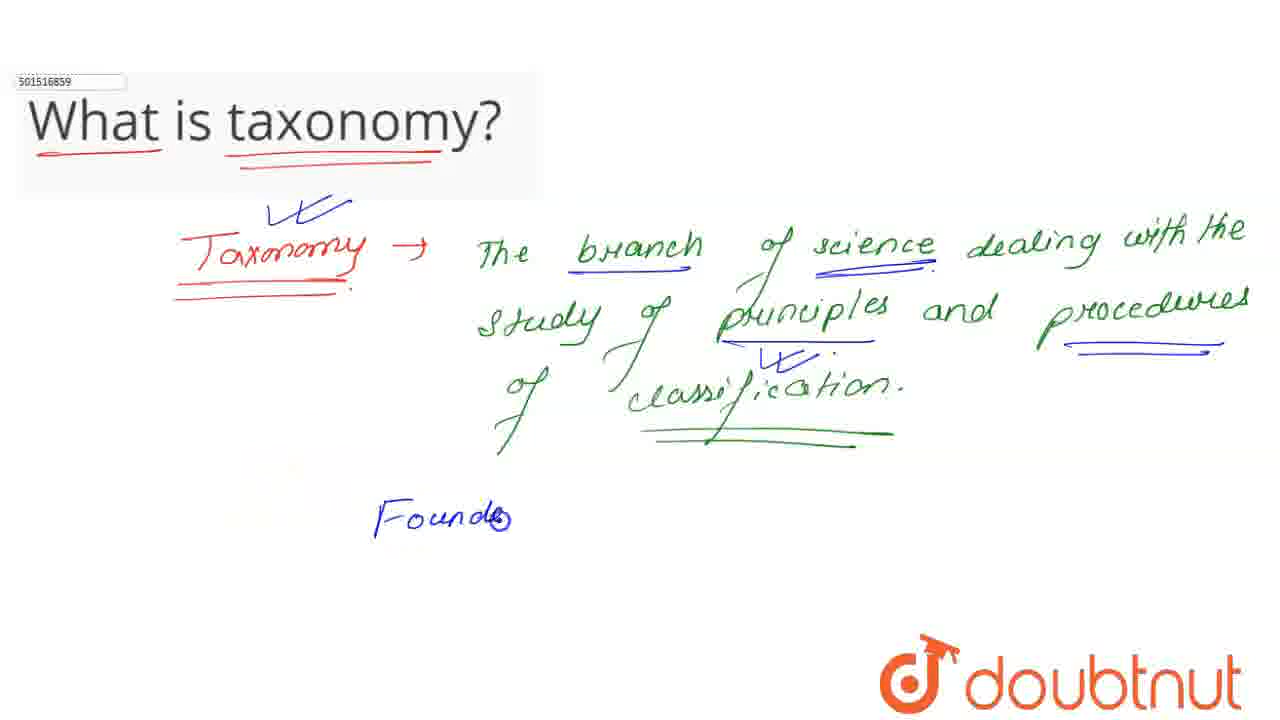 501516859
What is taxonomy?
Taxonomy → The branch of science dealing with the
study of principles and procedures
of classification.
Founde
doubtnut